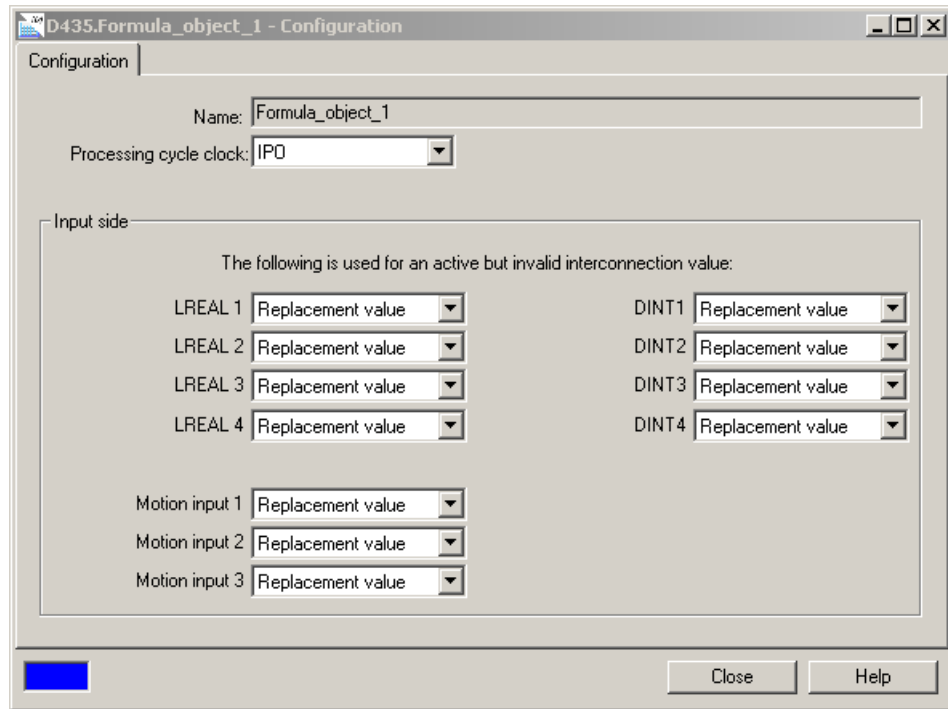 D435.Formula_object_1 - Configuration
Configuration
Name: Formula_object_1
Processing cycle clock: IPO
Input side
The following is used for an active but invalid interconnection value:
LREAL 1 Replacement value DINT1 Replacement value
LREAL 2 Replacement value DINT2 Replacement value
LREAL 3 Replacement value DINT3 Replacement value
LREAL 4 Replacement value DINT4 Replacement value
Motion input 1 Replacement value
Motion input 2 Replacement value
Motion input 3 Replacement value
Close Help